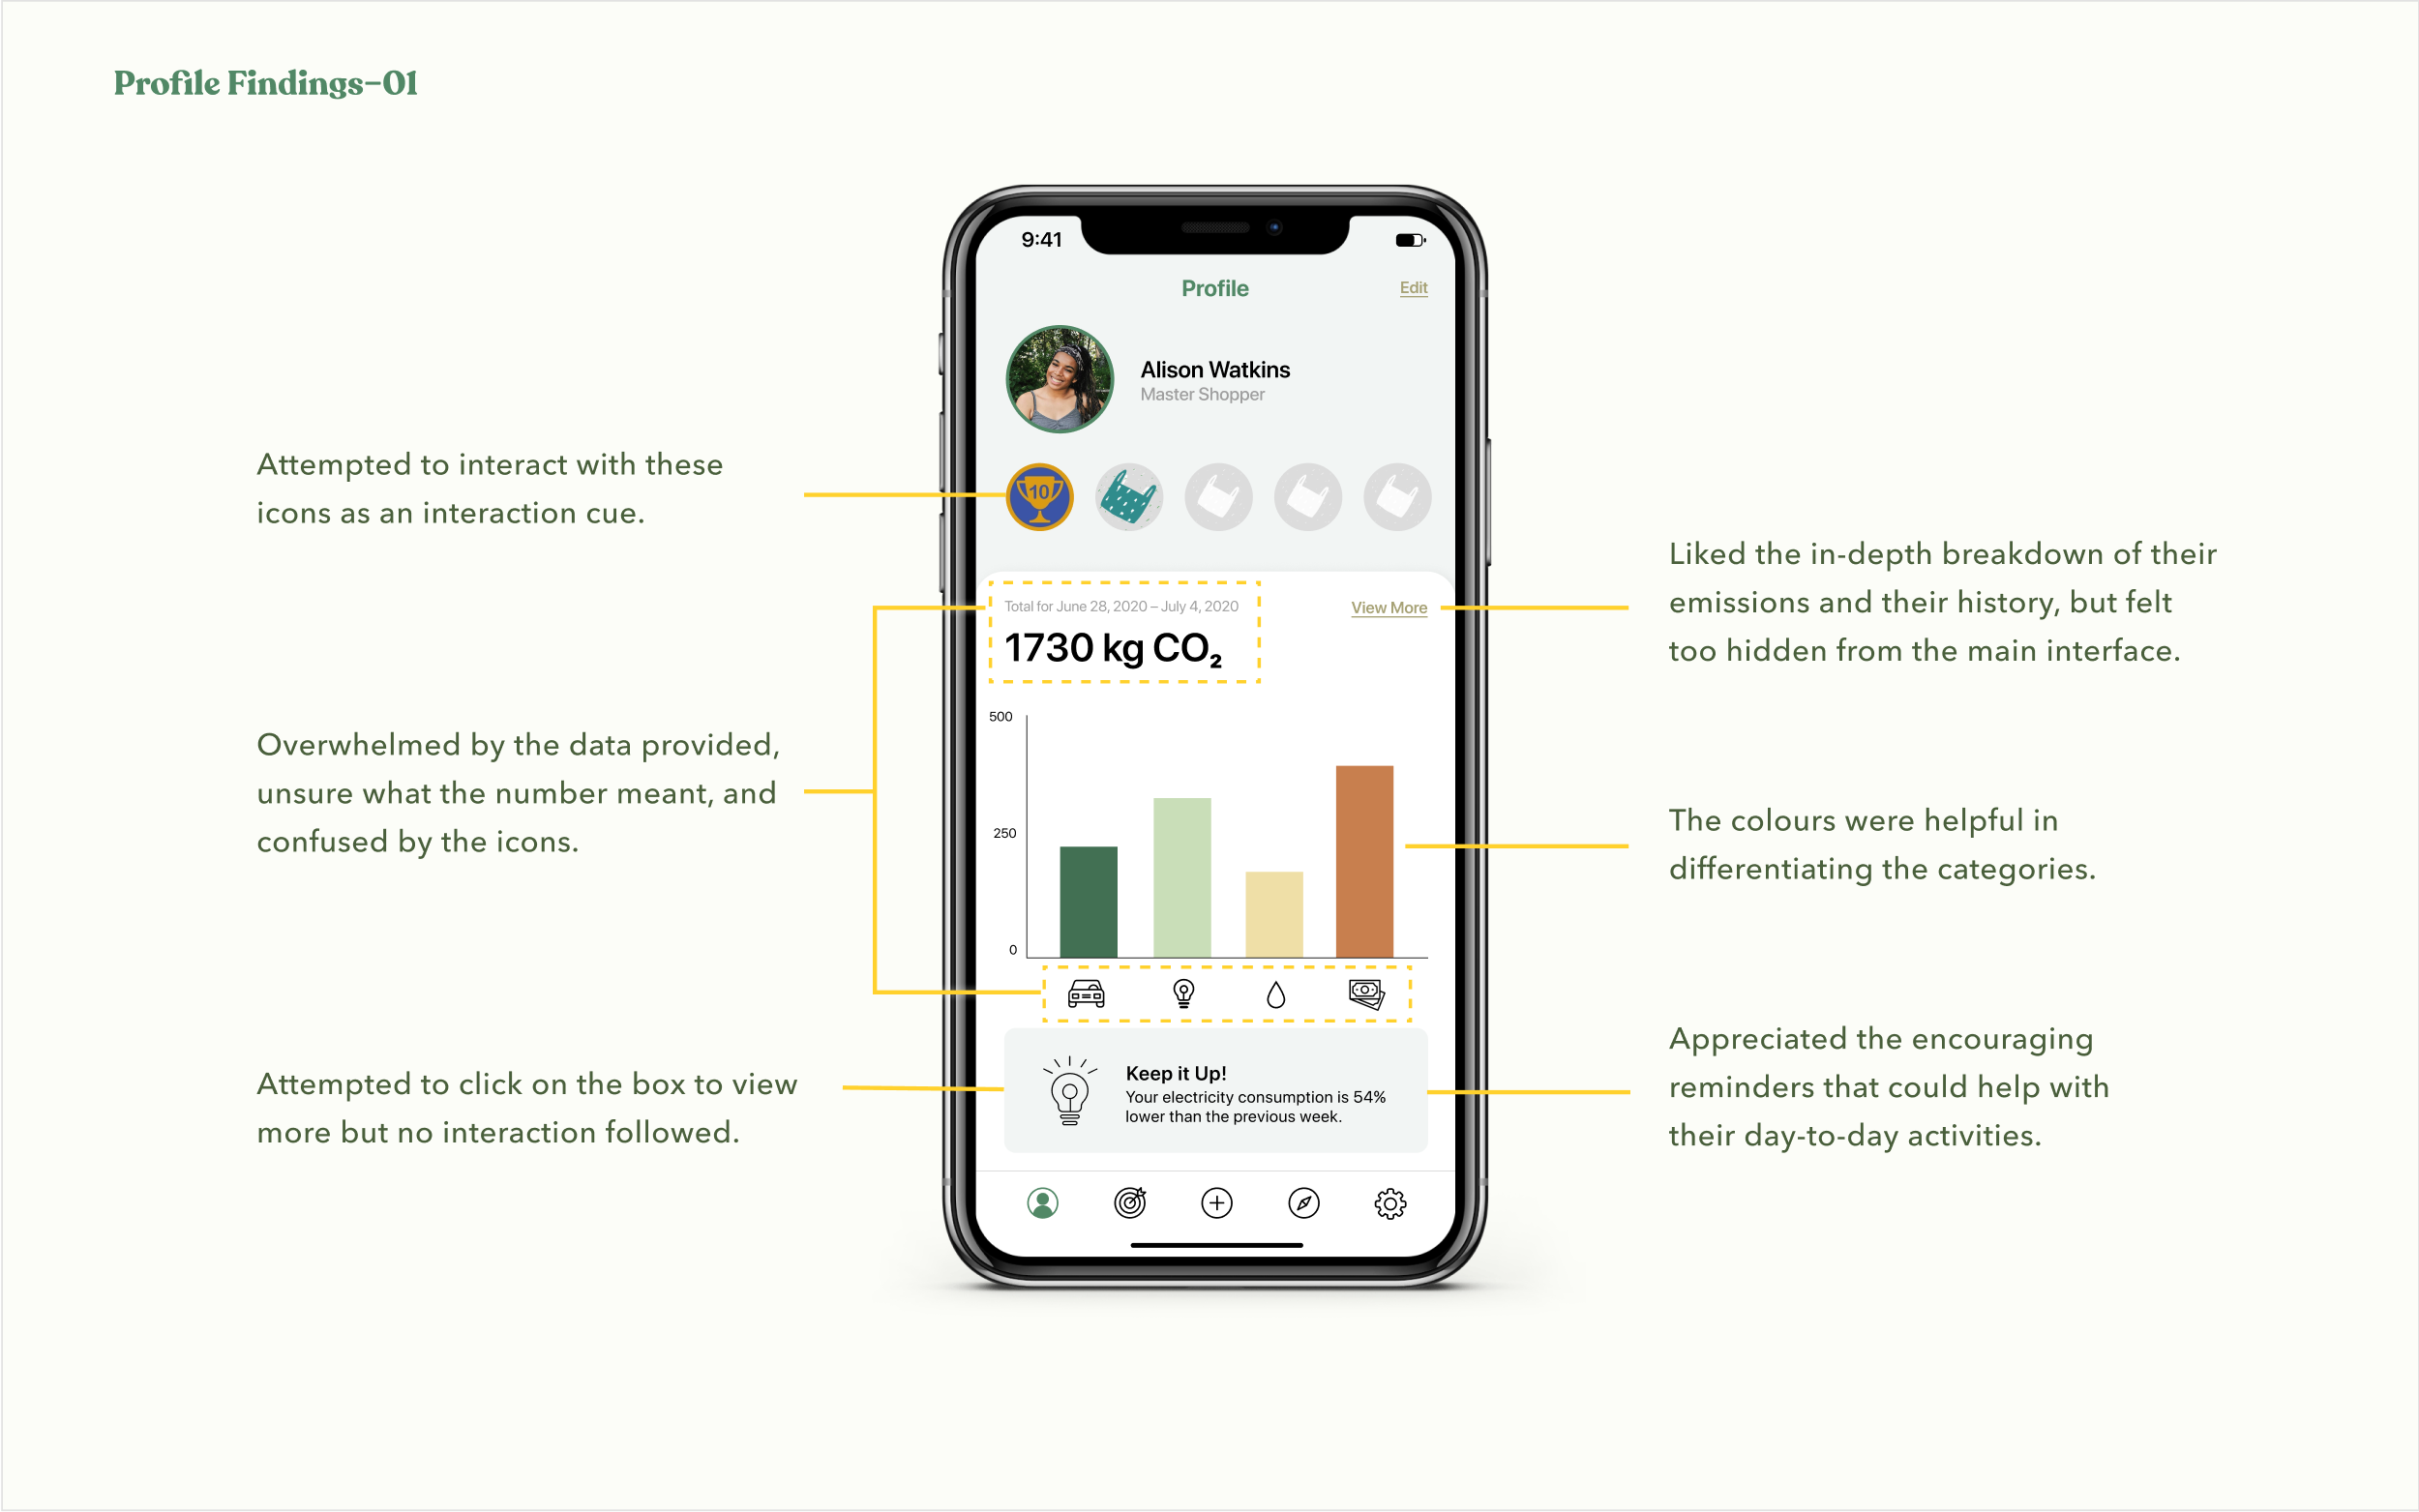 Profile Findings–01
Attempted to interact with these
icons as an interaction cue.
Overwhelmed by the data provided,
unsure what the number meant, and
confused by the icons.
Attempted to click on the box to view
more but no interaction followed.
9:41
Profile
Edit
Alison Watkins
Master Shopper
10
Total for June 28, 2020 – July 4, 2020
View More
1730 kg CO₂
500
250
0
Keep it Up!
Your electricity consumption is 54%
lower than the previous week.
Liked the in-depth breakdown of their
emissions and their history, but felt
too hidden from the main interface.
The colours were helpful in
differentiating the categories.
Appreciated the encouraging
reminders that could help with
their day-to-day activities.